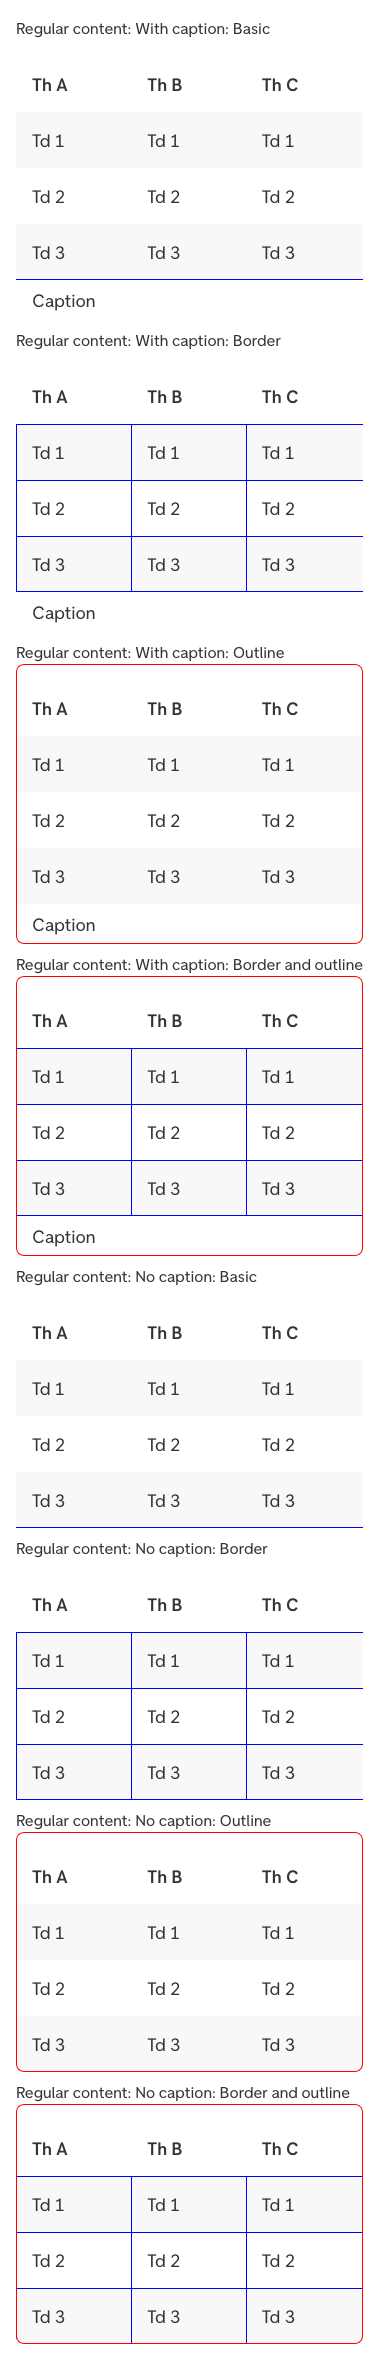 Regular content: With caption: Basic
Th A Th B Th C
Td 1 Td 1 Td 1
Td 2 Td 2 Td 2
Td 3 Td 3 Td 3
Caption
Regular content: With caption: Border
Th A Th B Th C
Td 1 Td 1 Td 1
Td 2 Td 2 Td 2
Td 3 Td 3 Td 3
Caption
Regular content: With caption: Outline
Th A Th B Th C
Td 1 Td 1 Td 1
Td 2 Td 2 Td 2
Td 3 Td 3 Td 3
Caption
Regular content: With caption: Border and outline
Th A Th B Th C
Td 1 Td 1 Td 1
Td 2 Td 2 Td 2
Td 3 Td 3 Td 3
Caption
Regular content: No caption: Basic
Th A Th B Th C
Td 1 Td 1 Td 1
Td 2 Td 2 Td 2
Td 3 Td 3 Td 3
Regular content: No caption: Border
Th A Th B Th C
Td 1 Td 1 Td 1
Td 2 Td 2 Td 2
Td 3 Td 3 Td 3
Regular content: No caption: Outline
Th A Th B Th C
Td 1 Td 1 Td 1
Td 2 Td 2 Td 2
Td 3 Td 3 Td 3
Regular content: No caption: Border and outline
Th A Th B Th C
Td 1 Td 1 Td 1
Td 2 Td 2 Td 2
Td 3 Td 3 Td 3